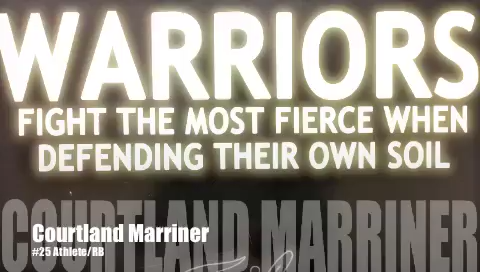 WARRIORS
FIGHT THE MOST FIERCE WHEN
DEFENDING THEIR OWN SOIL
COURTLAND MARRINER
Courtland Marriner
#25 Athlete/RB